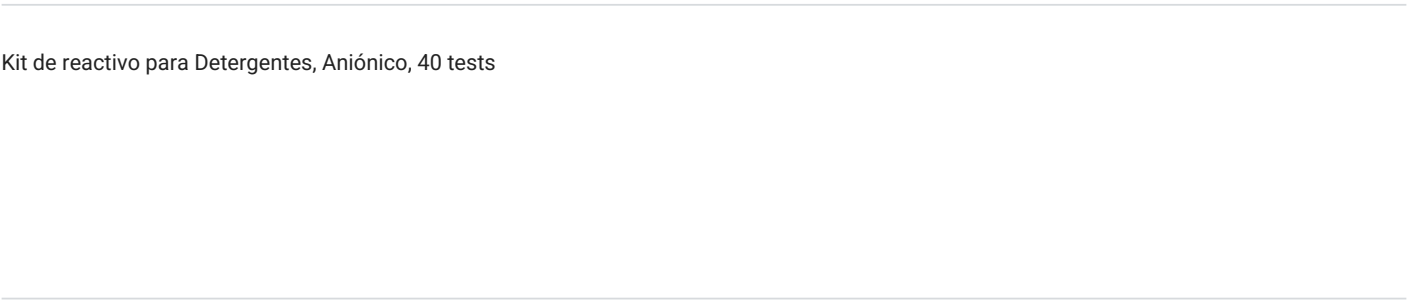 Kit de reactivo para Detergentes, Aniónico, 40 tests